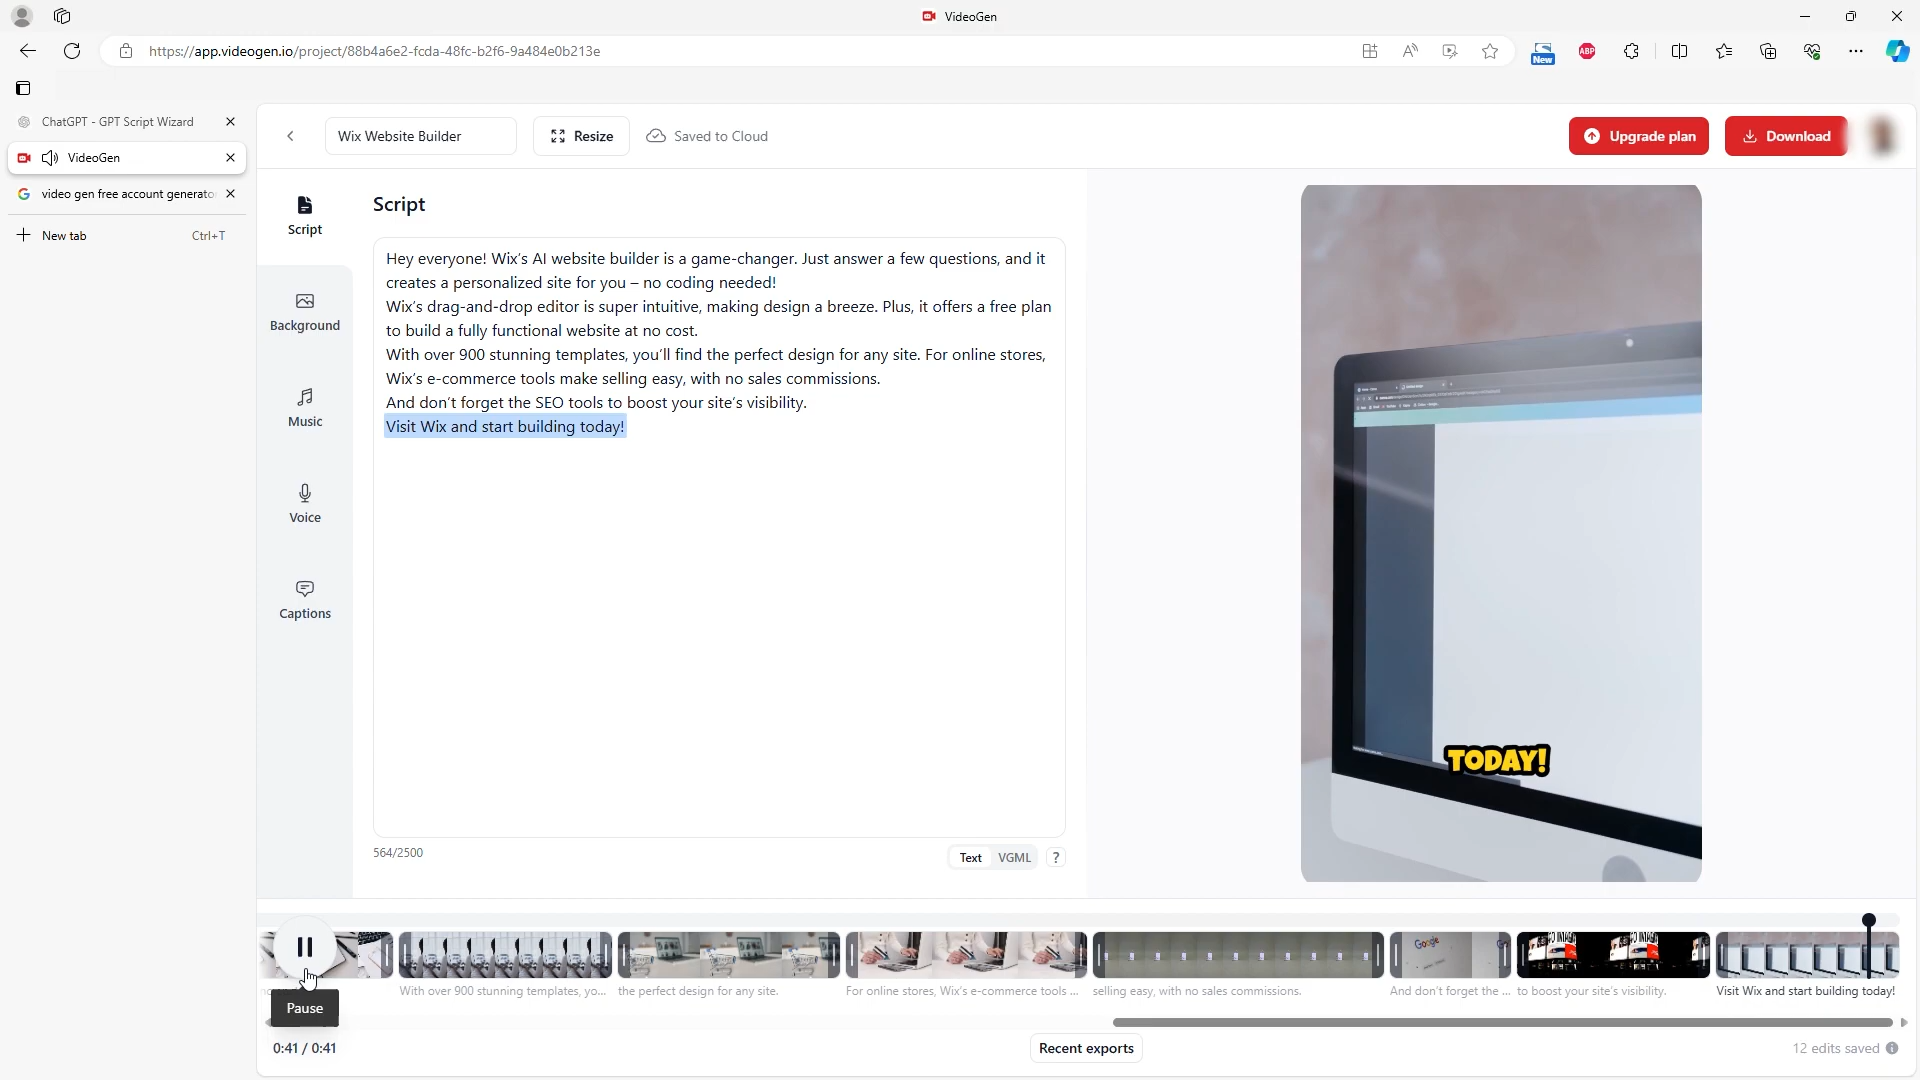 VideoGen
https://app.videogen.io/project/88b4a6e2-fcda-48fc-b2f6-9a484e0b213e
New
ABP
ChatGPT - GPT Script Wizard
VideoGen
video gen free account generato
New tab
Ctrl+T
Wix Website Builder
Resize
Saved to Cloud
Upgrade plan
Download
Script
Background
Music
Voice
Captions
Script
Hey everyone! Wix's AI website builder is a game-changer. Just answer a few questions, and it
creates a personalized site for you – no coding needed!
Wix's drag-and-drop editor is super intuitive, making design a breeze. Plus, it offers a free plan
to build a fully functional website at no cost.
With over 900 stunning templates, you'll find the perfect design for any site. For online stores,
Wix's e-commerce tools make selling easy, with no sales commissions.
And don't forget the SEO tools to boost your site's visibility.
Visit Wix and start building today!
564/2500
Text
VGML
?
TODAY!
Google
With over 900 stunning templates, yo...
the perfect design for any site.
For online stores, Wix's e-commerce tools ...
selling easy, with no sales commissions.
And don't forget the ...
to boost your site's visibility.
Visit Wix and start building today!
Pause
0:41 / 0:41
Recent exports
12 edits saved